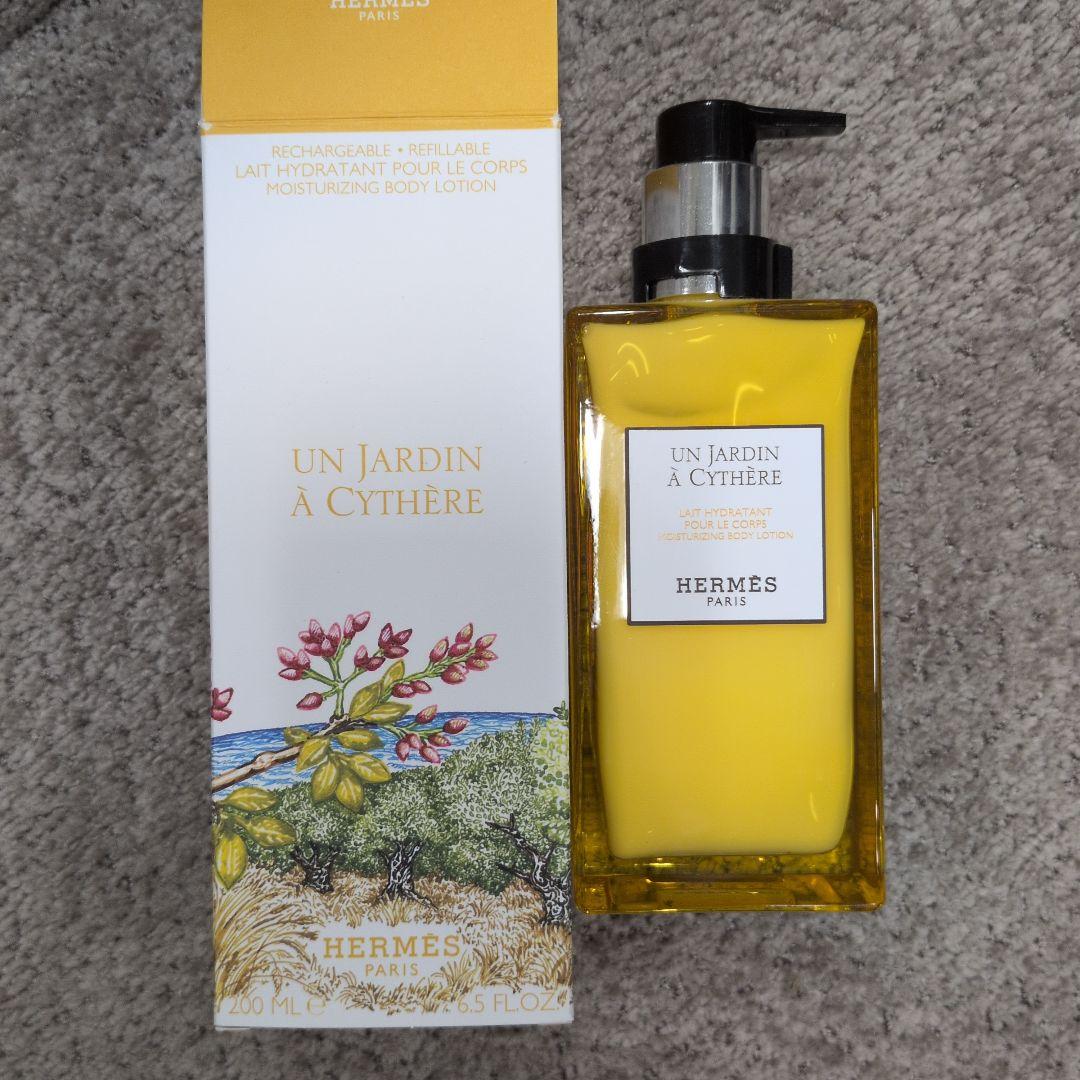 HERMÈS
PARIS
RECHARGEABLE • REFILLABLE
LAIT HYDRATANT POUR LE CORPS
MOISTURIZING BODY LOTION
UN JARDIN
À CYTHÈRE
HERMÈS
PARIS
200 ML ℮ 6.5 FL.OZ.
UN JARDIN
À CYTHÈRE
LAIT HYDRATANT
POUR LE CORPS
MOISTURIZING BODY LOTION
HERMÈS
PARIS